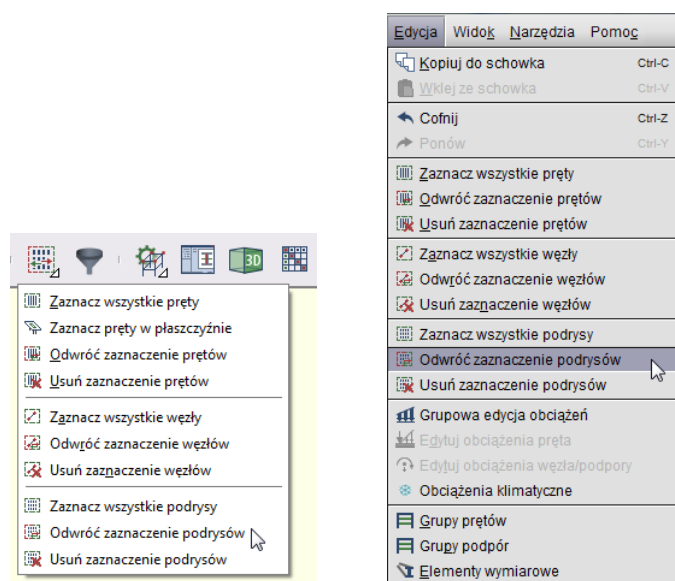 Zaznacz wszystkie pręty
Zaznacz pręty w płaszczyźnie
Odwróć zaznaczenie prętów
Usuń zaznaczenie prętów
Zaznacz wszystkie węzły
Odwróć zaznaczenie węzłów
Usuń zaznaczenie węzłów
Zaznacz wszystkie podrysy
Odwróć zaznaczenie podrysów
Usuń zaznaczenie podrysów
3D
Edycja Widok Narzędzia Pomoc
Kopiuj do schowka Ctrl-C
Wklej ze schowka Ctrl-V
Cofnij Ctrl-Z
Ponów Ctrl-Y
Zaznacz wszystkie pręty
Odwróć zaznaczenie prętów
Usuń zaznaczenie prętów
Zaznacz wszystkie węzły
Odwróć zaznaczenie węzłów
Usuń zaznaczenie węzłów
Zaznacz wszystkie podrysy
Odwróć zaznaczenie podrysów
Usuń zaznaczenie podrysów
Grupowa edycja obciążeń
Edytuj obciążenia pręta
Edytuj obciążenia węzła/podpory
Obciążenia klimatyczne
Grupy prętów
Grupy podpór
Elementy wymiarowe